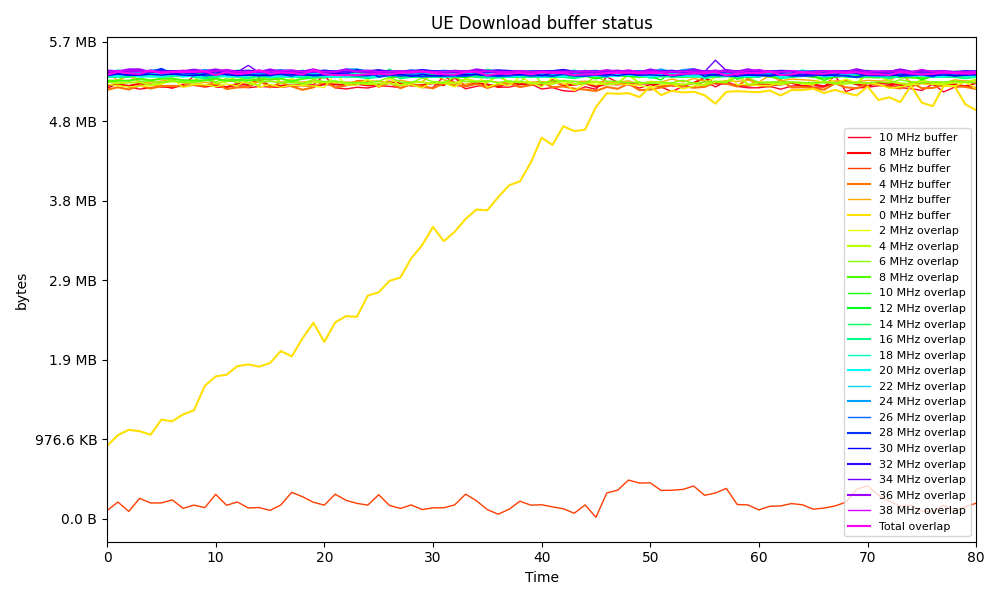 UE Download buffer status
5.7 MB
4.8 MB
3.8 MB
2.9 MB
1.9 MB
976.6 KB
0.0 B
bytes
10 MHz buffer
8 MHz buffer
6 MHz buffer
4 MHz buffer
2 MHz buffer
0 MHz buffer
2 MHz overlap
4 MHz overlap
6 MHz overlap
8 MHz overlap
10 MHz overlap
12 MHz overlap
14 MHz overlap
16 MHz overlap
18 MHz overlap
20 MHz overlap
22 MHz overlap
24 MHz overlap
26 MHz overlap
28 MHz overlap
30 MHz overlap
32 MHz overlap
34 MHz overlap
36 MHz overlap
38 MHz overlap
Total overlap
0 10 20 30 40 50 60 70 80
Time